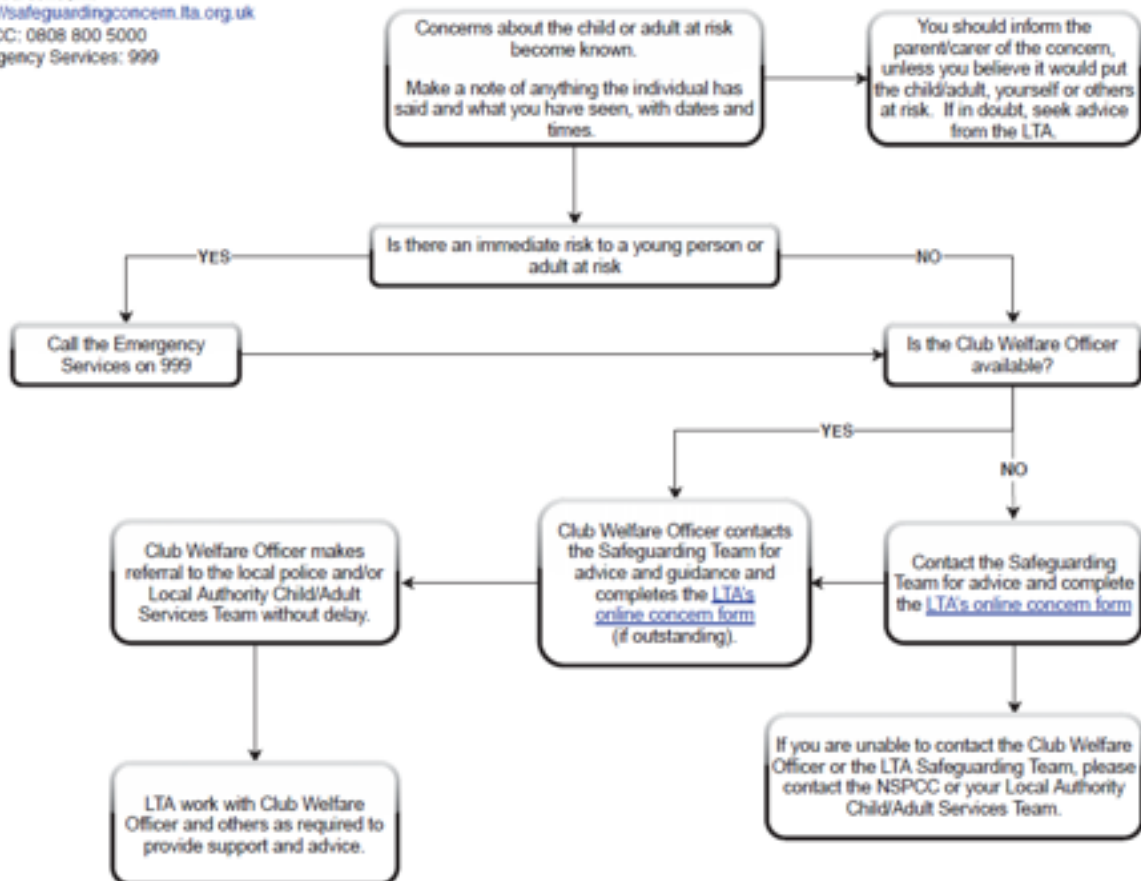 //safeguardingconcern.lta.org.uk
CC: 0808 800 5000
gency Services: 999
Concerns about the child or adult at risk
become known.
Make a note of anything the individual has
said and what you have seen, with dates and
times.
You should inform the
parent/carer of the concern,
unless you believe it would put
the child/adult, yourself or others
at risk. If in doubt, seek advice
from the LTA.
Is there an immediate risk to a young person or
adult at risk
YES
NO
Call the Emergency
Services on 999
Is the Club Welfare Officer
available?
YES
NO
Club Welfare Officer makes
referral to the local police and/or
Local Authority Child/Adult
Services Team without delay.
Club Welfare Officer contacts
the Safeguarding Team for
advice and guidance and
completes the LTA's
online concern form
(if outstanding).
Contact the Safeguarding
Team for advice and complete
the LTA's online concern form
LTA work with Club Welfare
Officer and others as required to
provide support and advice.
If you are unable to contact the Club Welfare
Officer or the LTA Safeguarding Team, please
contact the NSPCC or your Local Authority
Child/Adult Services Team.